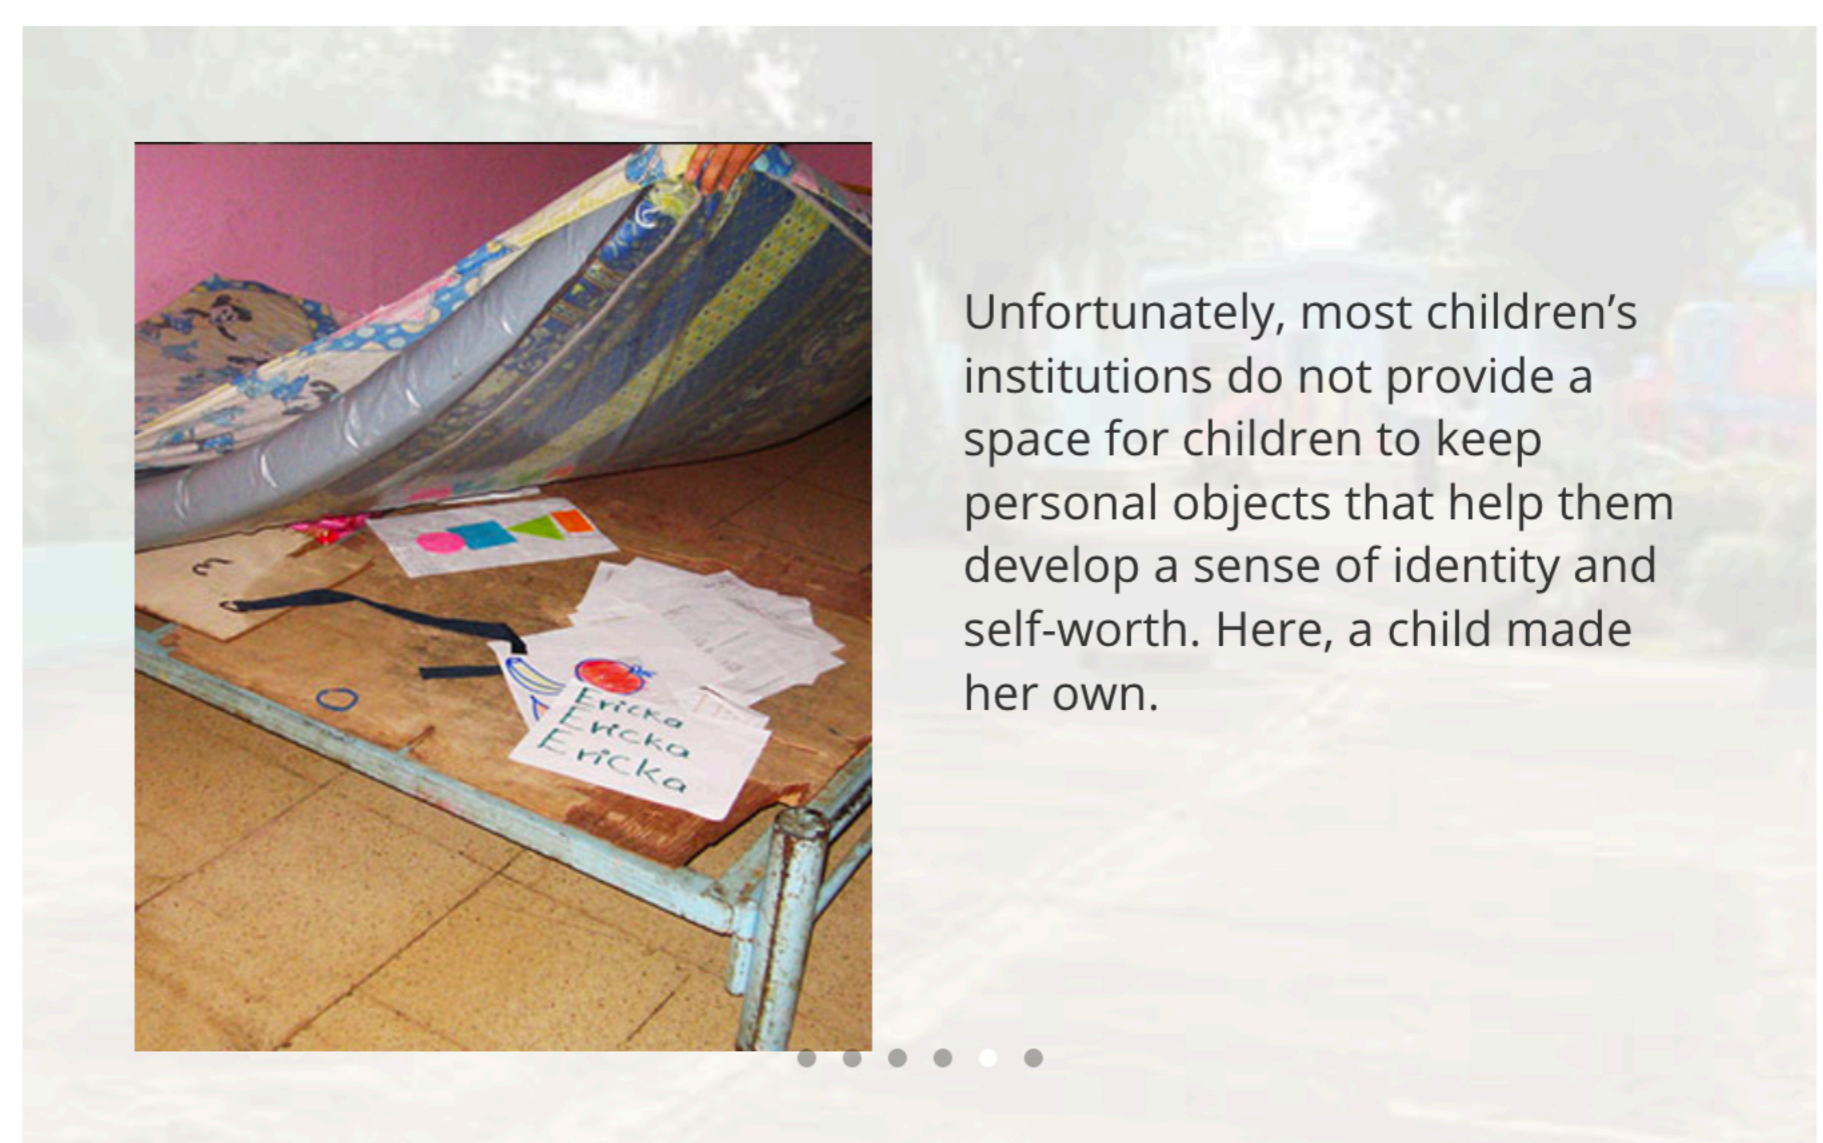 Unfortunately, most children’s
institutions do not provide a
space for children to keep
personal objects that help them
develop a sense of identity and
self-worth. Here, a child made
her own.
Ericka
Ericka
Ericka